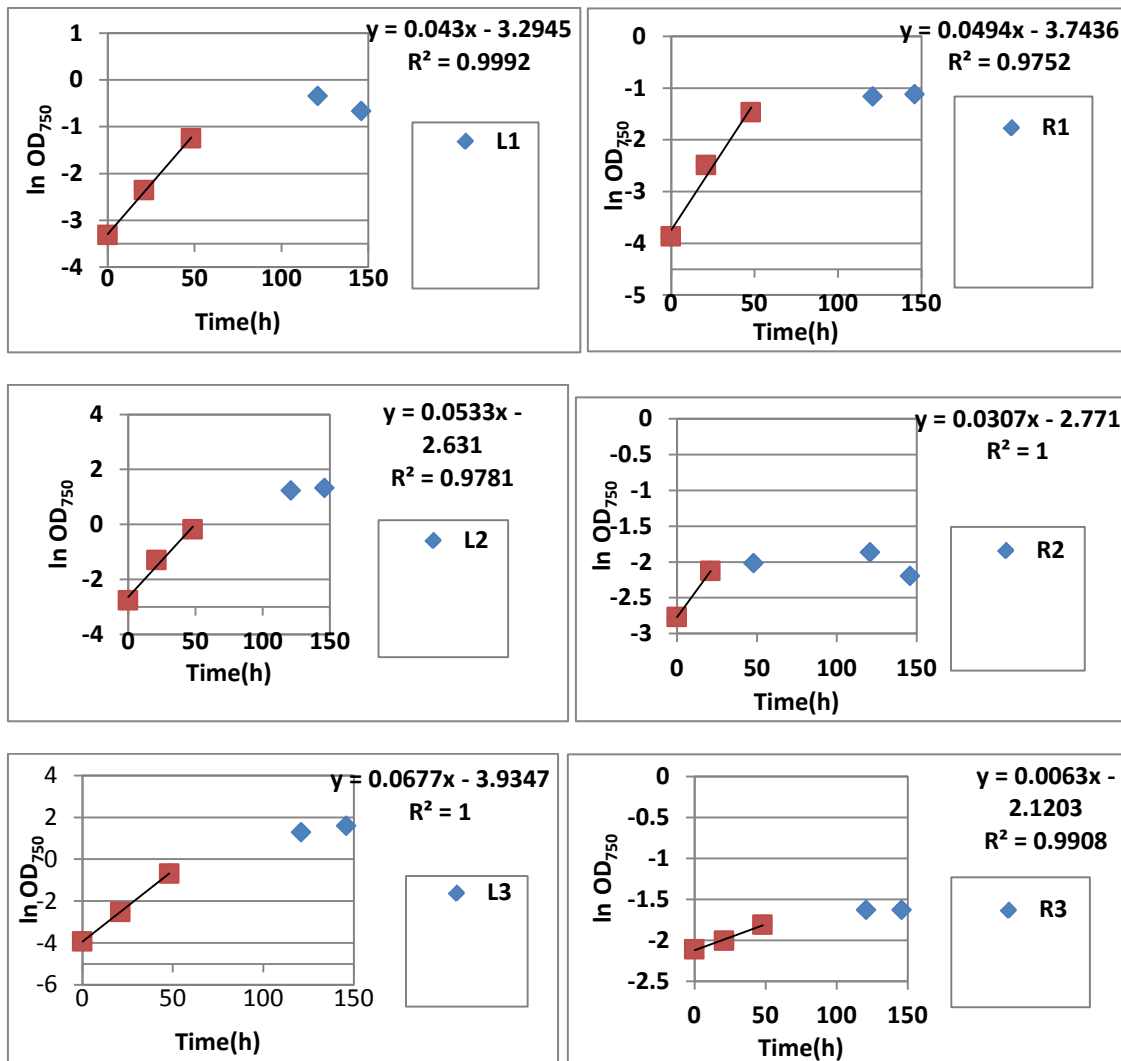 y = 0.043x - 3.2945
R² = 0.9992
1
0
-1
-2
-3
-4
ln OD750
0
50
100
150
Time(h)
L1
y = 0.0494x - 3.7436
R² = 0.9752
0
-1
-2
-3
-4
-5
ln OD750
0
50
100
150
Time(h)
R1
y = 0.0533x -
2.631
R² = 0.9781
4
2
0
-2
-4
ln OD750
0
50
100
150
Time(h)
L2
y = 0.0307x - 2.771
R² = 1
0
-0.5
-1
-1.5
-2
-2.5
-3
ln OD750
0
50
100
150
Time(h)
R2
y = 0.0677x - 3.9347
R² = 1
4
2
0
-2
-4
-6
ln OD750
0
50
100
150
Time(h)
L3
y = 0.0063x -
2.1203
R² = 0.9908
0
-0.5
-1
-1.5
-2
-2.5
ln OD750
0
50
100
150
Time(h)
R3